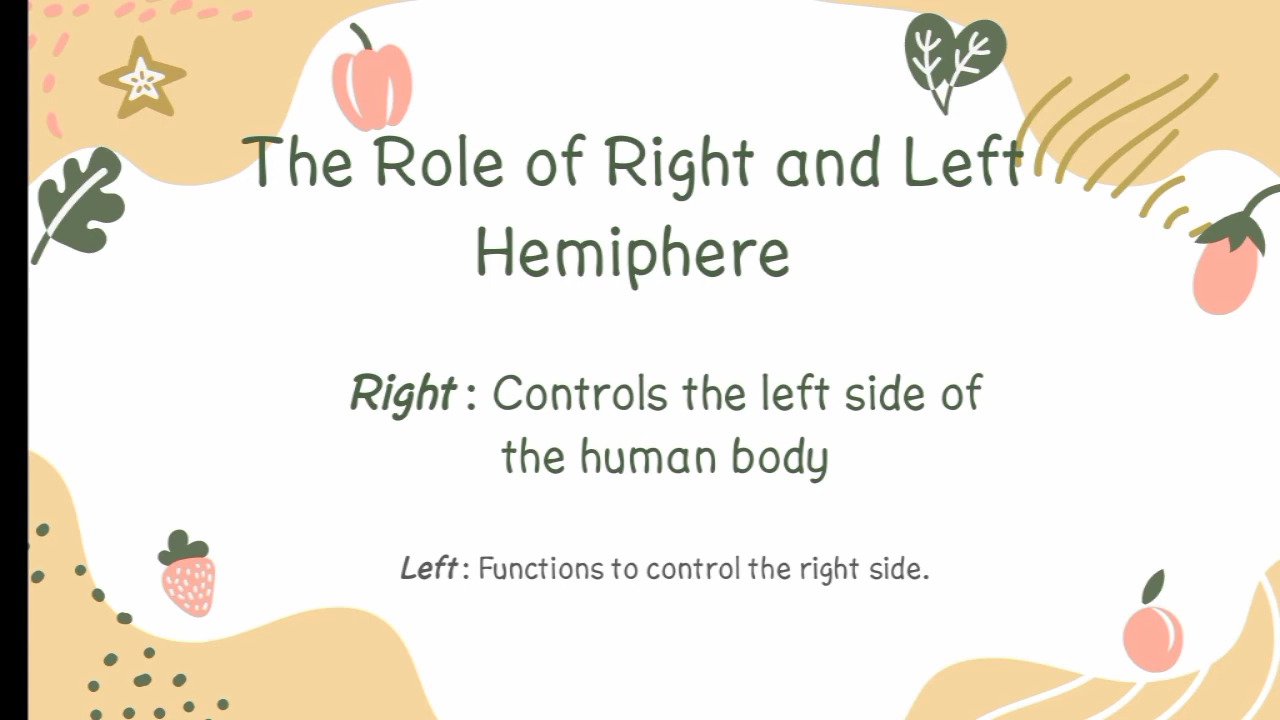 The Role of Right and Left
Hemiphere
Right : Controls the left side of
the human body
Left : Functions to control the right side.